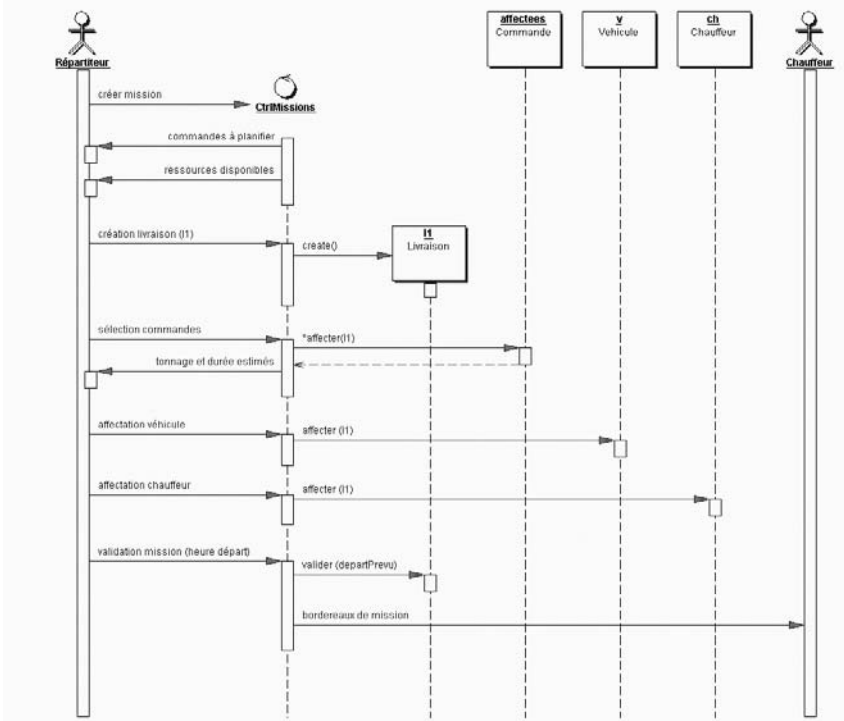 affectees
Commande
v
Vehicule
ch
Chauffeur
Répartiteur
Chauffeur
créer mission
CtrlMissions
commandes à planifier
ressources disponibles
création livraison (l1)
create()
l1
Livraison
sélection commandes
*affecter(l1)
tonnage et durée estimés
affectation véhicule
affecter (l1)
affectation chauffeur
affecter (l1)
validation mission (heure départ)
valider (departPrevu)
bordereaux de mission